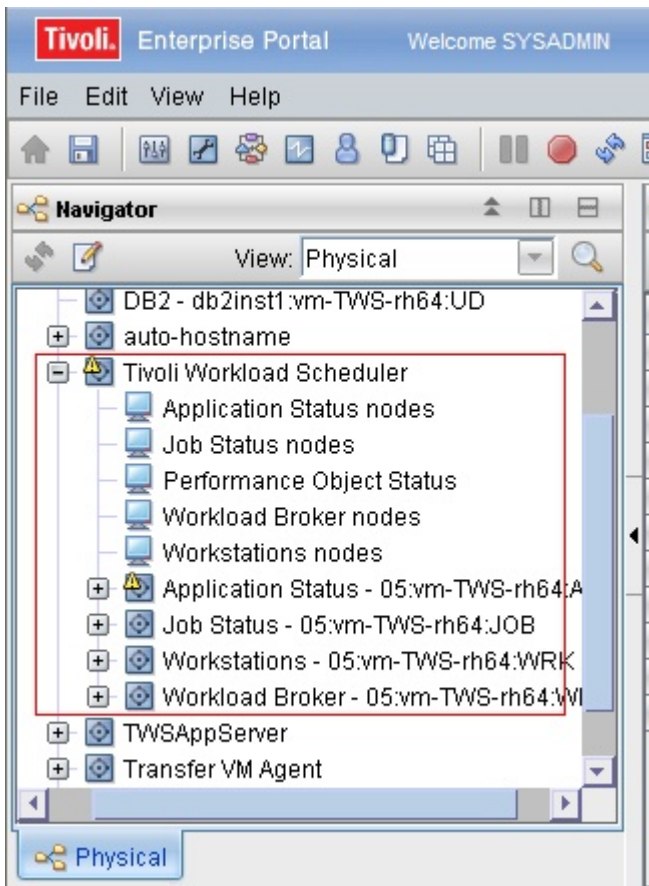 Tivoli. Enterprise Portal Welcome SYSADMIN
File Edit View Help
Navigator
View: Physical
DB2 - db2inst1:vm-TWS-rh64:UD
auto-hostname
Tivoli Workload Scheduler
Application Status nodes
Job Status nodes
Performance Object Status
Workload Broker nodes
Workstations nodes
Application Status - 05:vm-TWS-rh64:A
Job Status - 05:vm-TWS-rh64:JOB
Workstations - 05:vm-TWS-rh64:WRK
Workload Broker - 05:vm-TWS-rh64:W
TWSAppServer
Transfer VM Agent
Physical